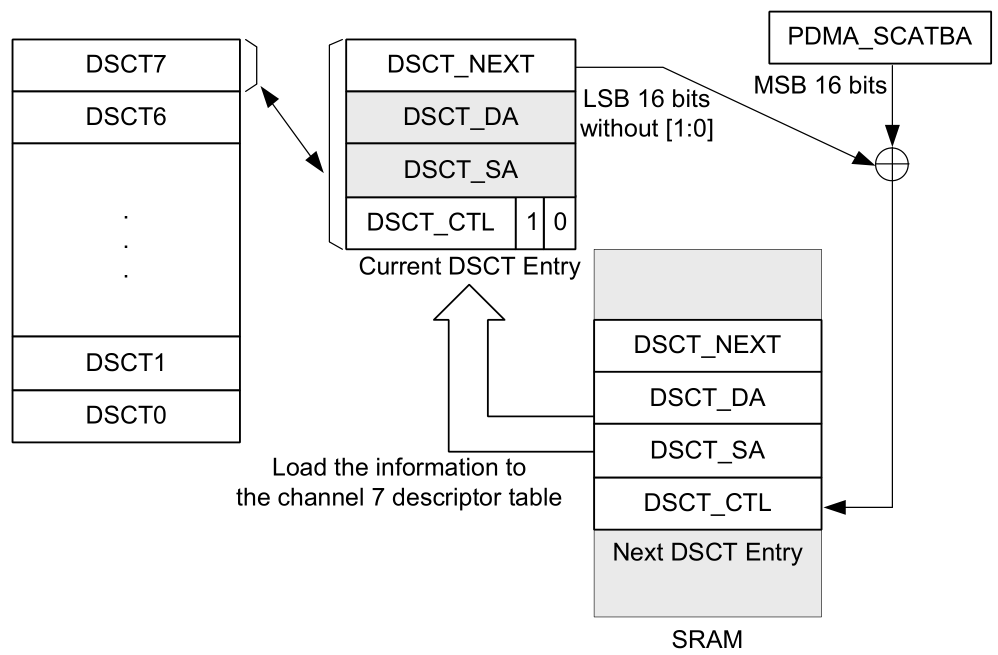 DSCT7
DSCT6
.
.
.
DSCT1
DSCT0
DSCT_NEXT
DSCT_DA
DSCT_SA
DSCT_CTL 1 0
Current DSCT Entry
LSB 16 bits
without [1:0]
PDMA_SCATBA
MSB 16 bits
Load the information to
the channel 7 descriptor table
DSCT_NEXT
DSCT_DA
DSCT_SA
DSCT_CTL
Next DSCT Entry
SRAM